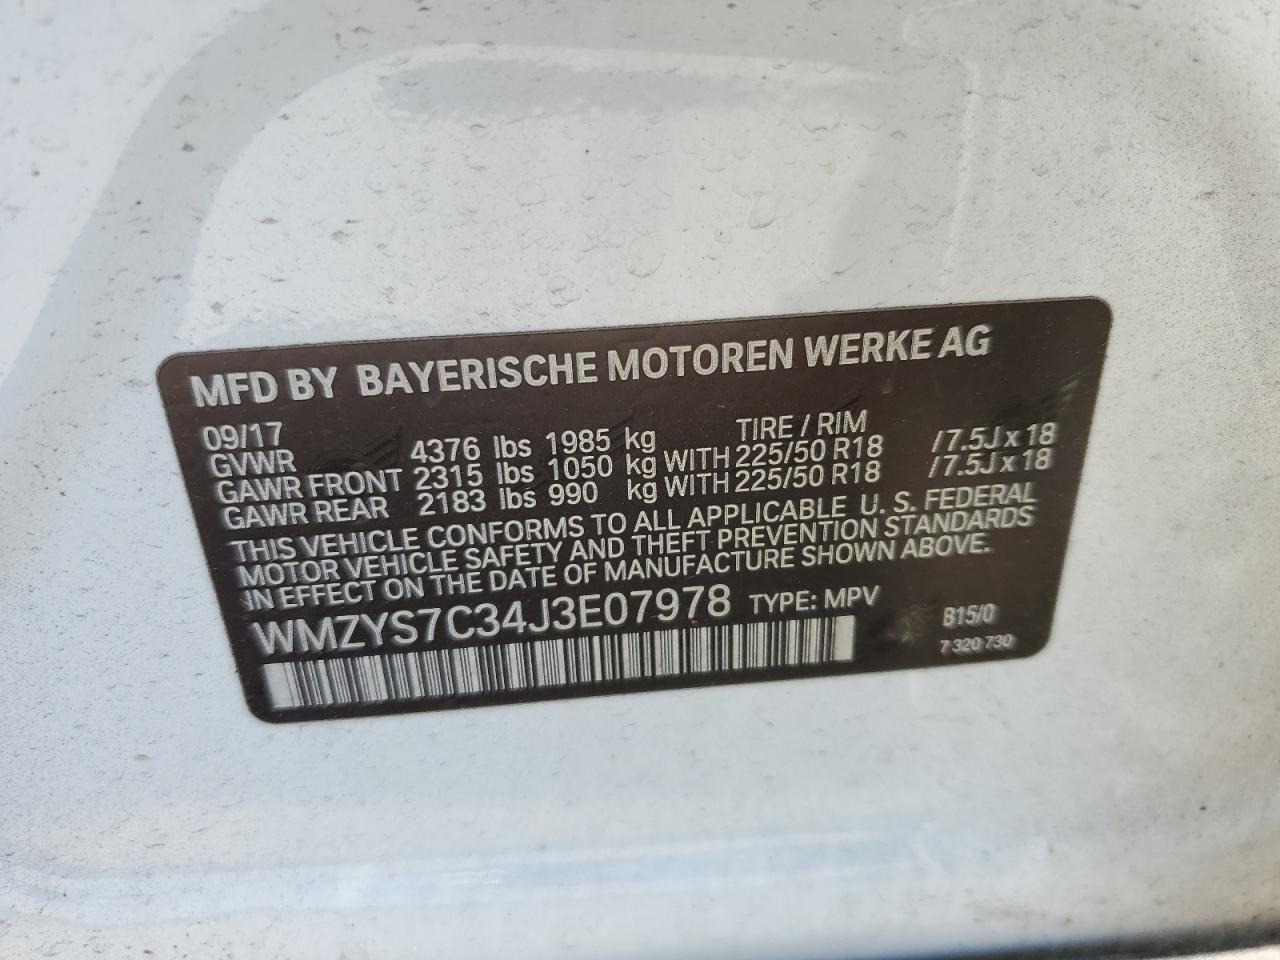 MFD BY BAYERISCHE MOTOREN WERKE AG
09/17 TIRE / RIM
GVWR 4376 lbs 1985 kg
GAWR FRONT 2315 lbs 1050 kg WITH 225/50 R18 /7.5J x 18
GAWR REAR 2183 lbs 990 kg WITH 225/50 R18 /7.5J x 18
THIS VEHICLE CONFORMS TO ALL APPLICABLE U. S. FEDERAL
MOTOR VEHICLE SAFETY AND THEFT PREVENTION STANDARDS
IN EFFECT ON THE DATE OF MANUFACTURE SHOWN ABOVE.
WMZYS7C34J3E07978 TYPE: MPV
B15/0
7 320 730